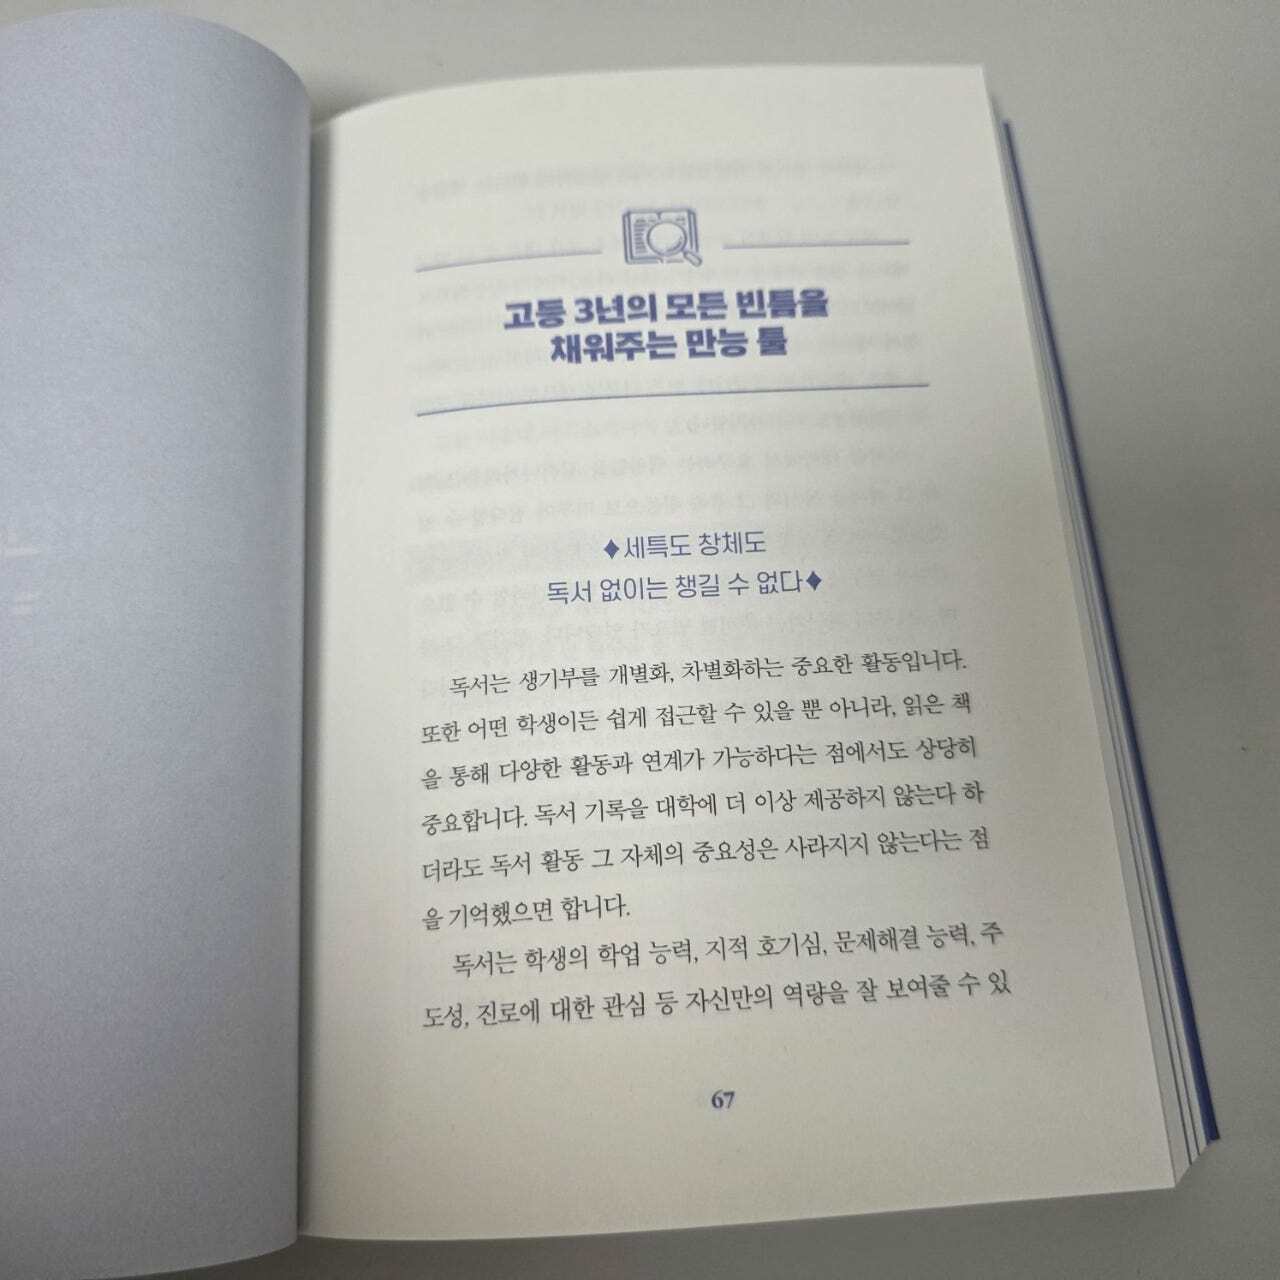 고등 3년의 모든 빈틈을
채워주는 만능 툴
♦세특도 창체도
독서 없이는 챙길 수 없다♦
독서는 생기부를 개별화, 차별화하는 중요한 활동입니다.
또한 어떤 학생이든 쉽게 접근할 수 있을 뿐 아니라, 읽은 책
을 통해 다양한 활동과 연계가 가능하다는 점에서도 상당히
중요합니다. 독서 기록을 대학에 더 이상 제공하지 않는다 하
더라도 독서 활동 그 자체의 중요성은 사라지지 않는다는 점
을 기억했으면 합니다.
독서는 학생의 학업 능력, 지적 호기심, 문제해결 능력, 주
도성, 진로에 대한 관심 등 자신만의 역량을 잘 보여줄 수 있
67